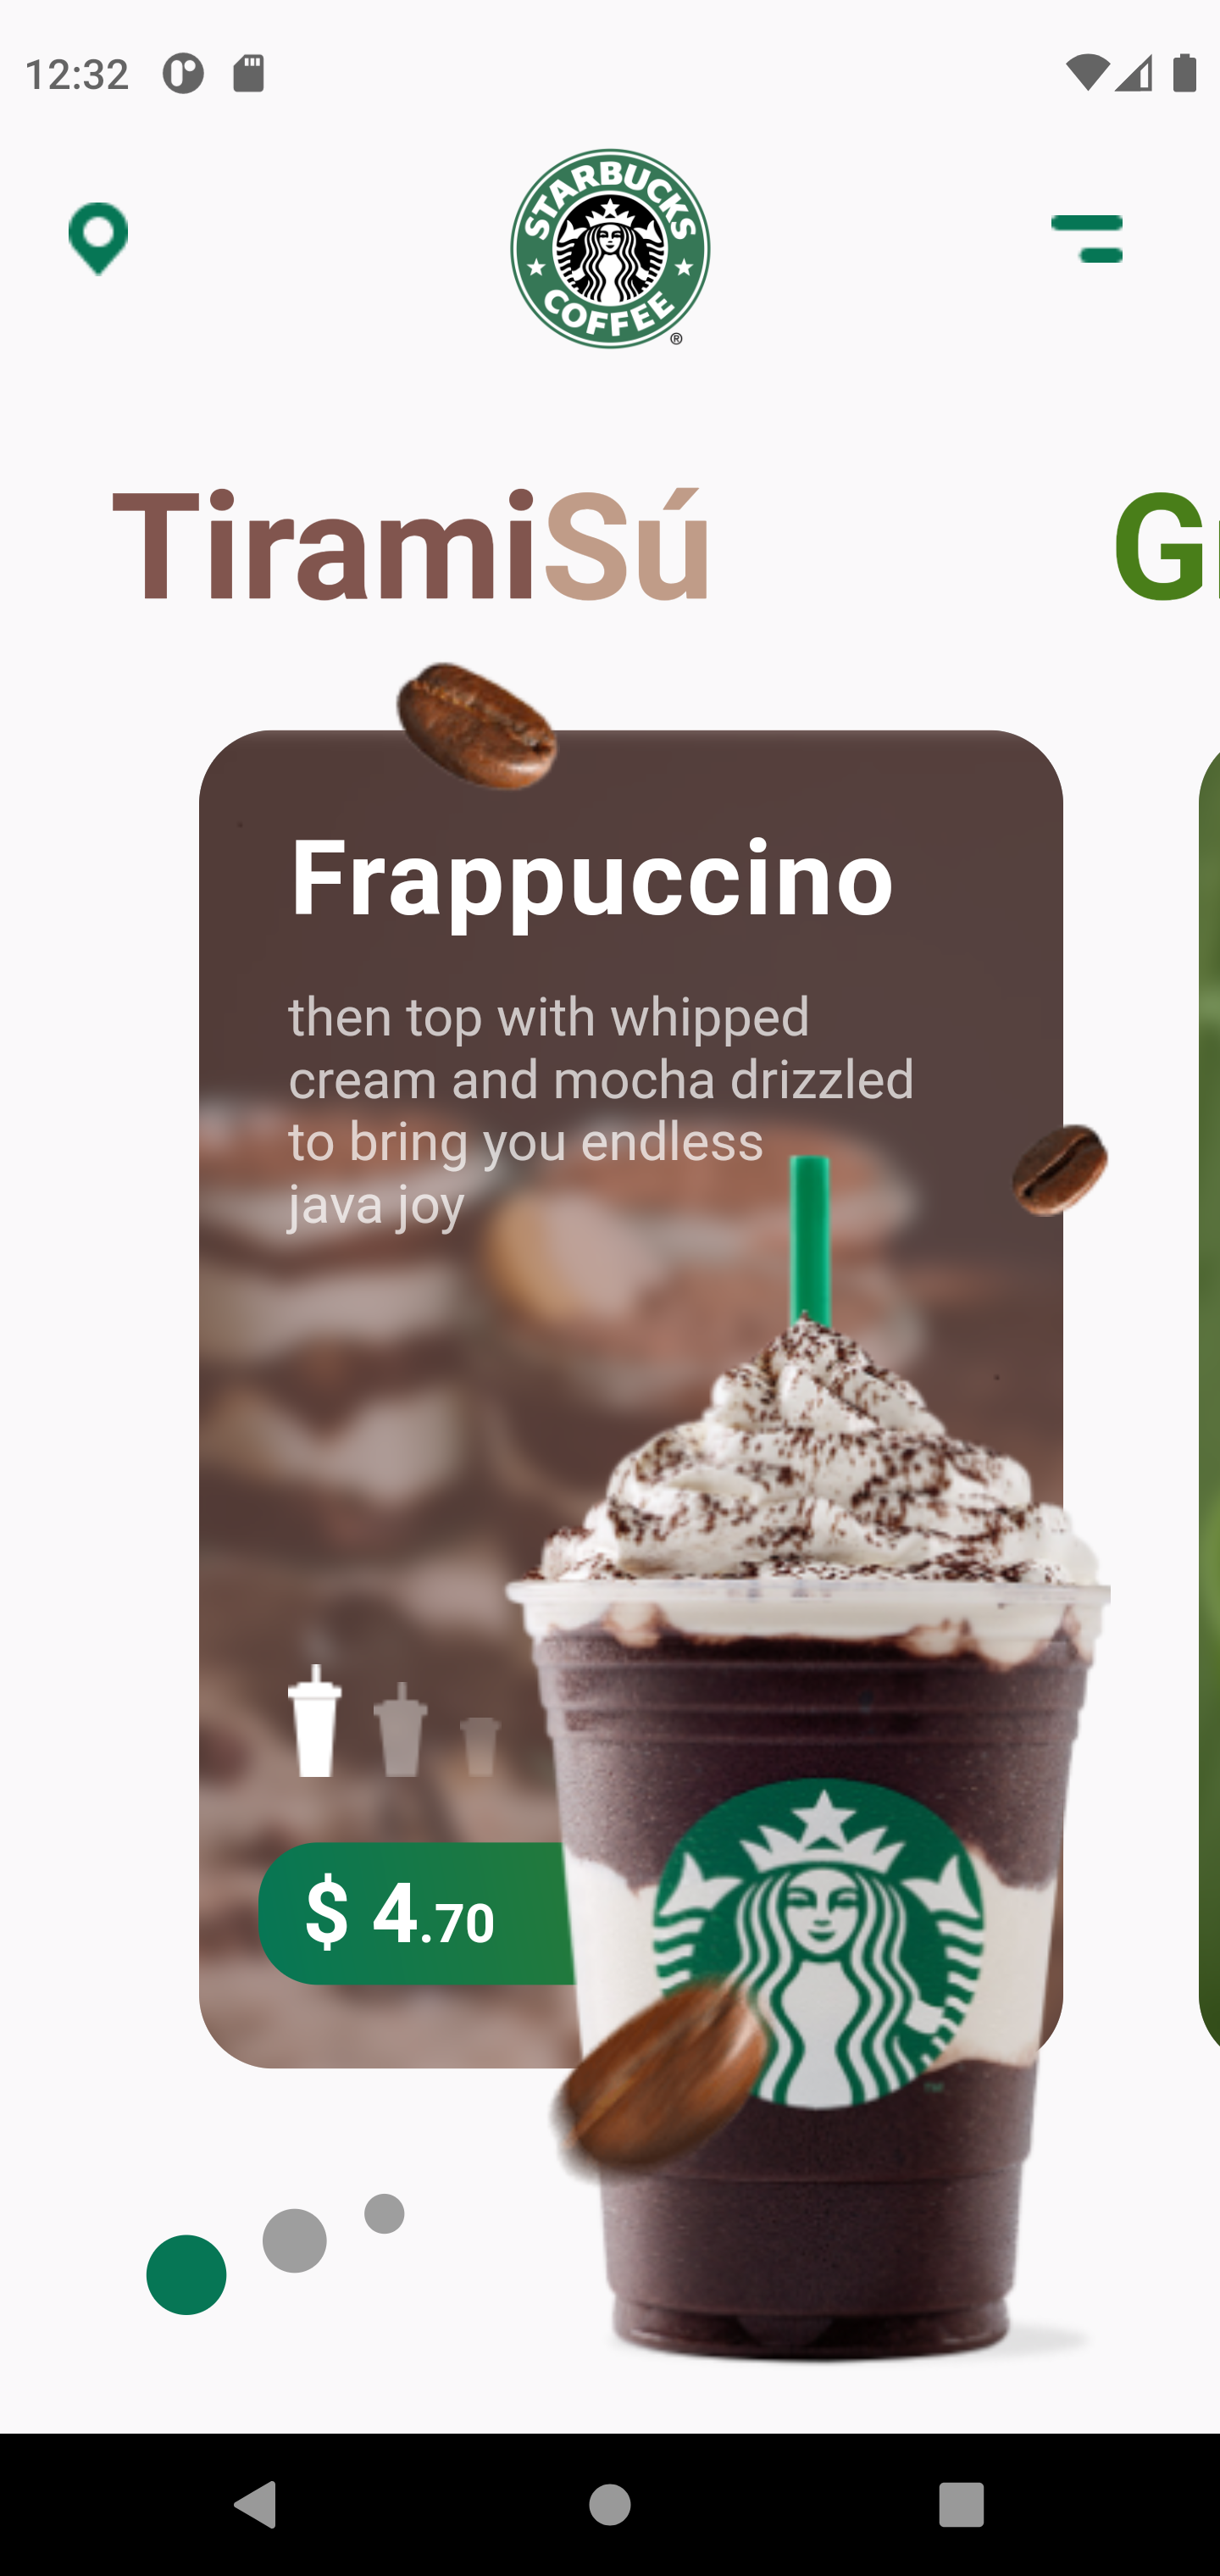 12:32
STARBUCKS
COFFEE
®
TiramiSú
G
Frappuccino
then top with whipped
cream and mocha drizzled
to bring you endless
java joy
$ 4.70
TM